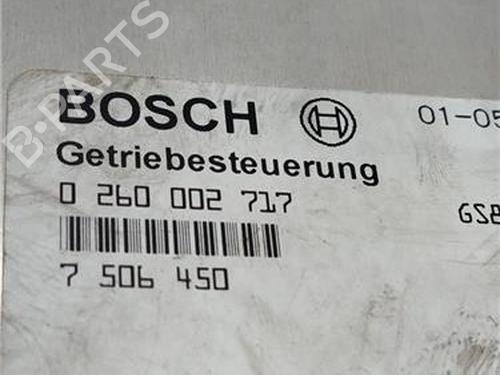 B-PARTS
BOSCH 01-05
Getriebesteuerung
0 260 002 717
7 506 450